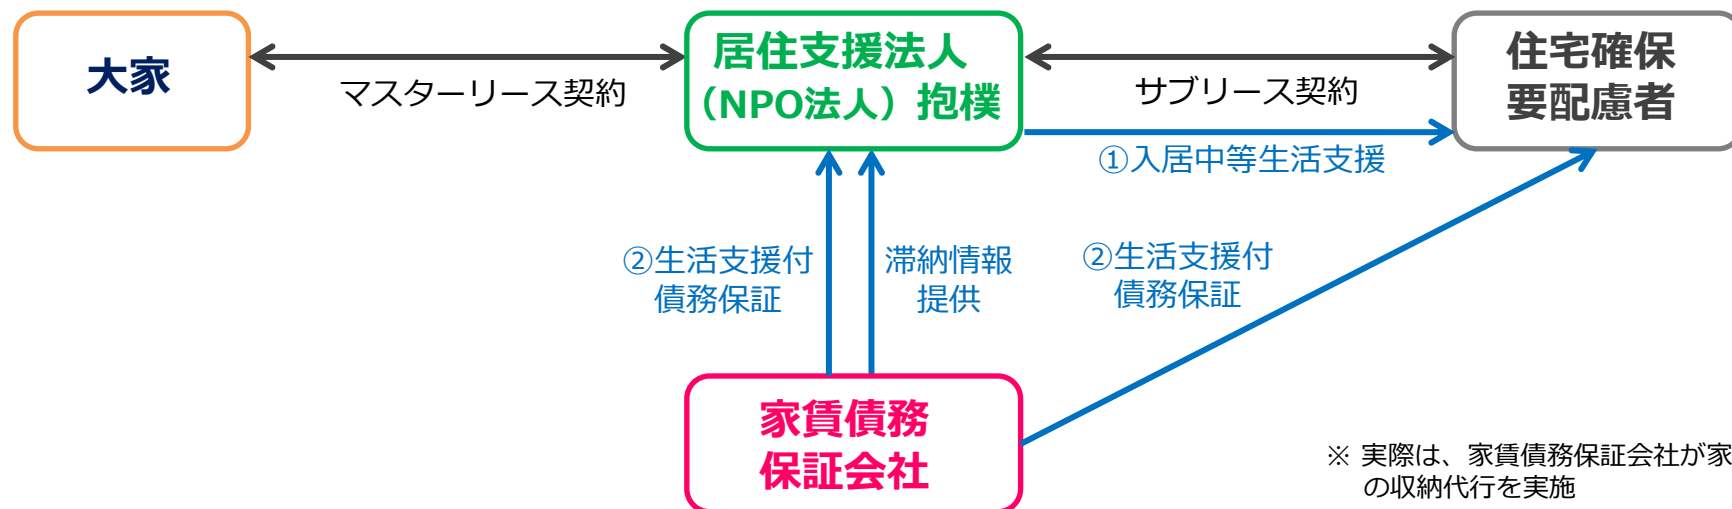 大家
マスターリース契約
居住支援法人
（NPO法人）抱樸
サブリース契約
住宅確保
要配慮者
①入居中等生活支援
②生活支援付
債務保証
滞納情報
提供
②生活支援付
債務保証
家賃債務
保証会社
※ 実際は、家賃債務保証会社が家
の収納代行を実施